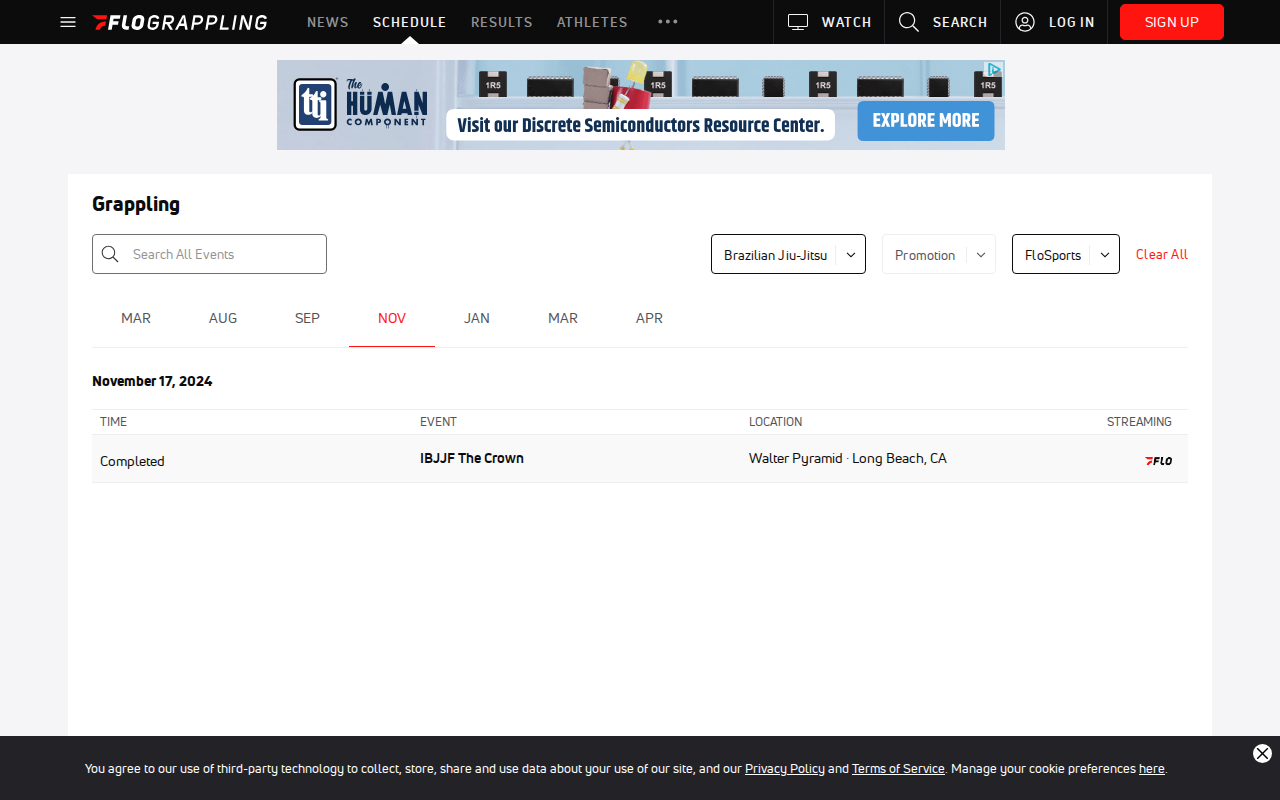 FLOGRAPPLING NEWS SCHEDULE RESULTS ATHLETES ••• WATCH SEARCH LOG IN SIGN UP
tti The HUMAN COMPONENT
1R5 1R5 1R5 1R5
Visit our Discrete Semiconductors Resource Center.
EXPLORE MORE
Grappling
Search All Events Brazilian Jiu-Jitsu Promotion FloSports Clear All
MAR AUG SEP NOV JAN MAR APR
November 17, 2024
TIME EVENT LOCATION STREAMING
Completed IBJJF The Crown Walter Pyramid · Long Beach, CA FLO
You agree to our use of third-party technology to collect, store, share and use data about your use of our site, and our Privacy Policy and Terms of Service. Manage your cookie preferences here.